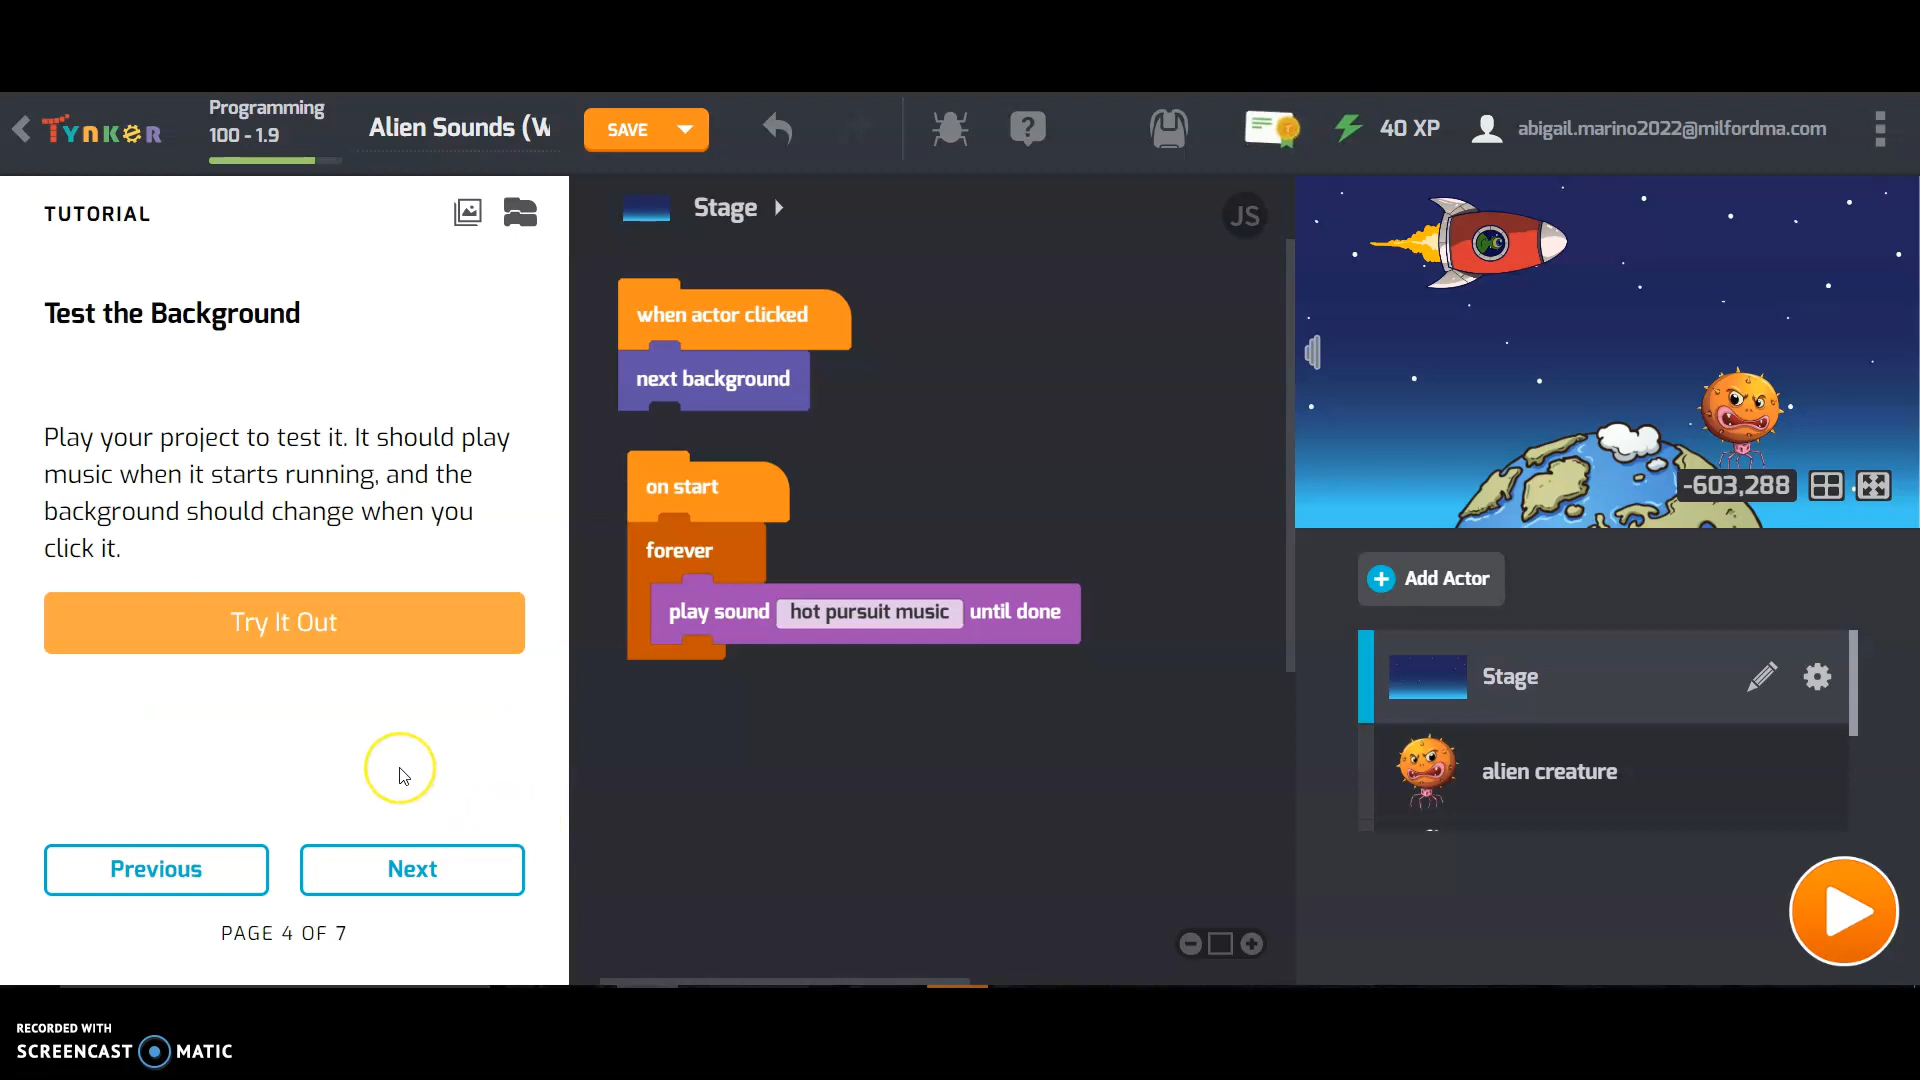 TYNKER
Programming
100 - 1.9
Alien Sounds (W
SAVE
?
40 XP
abigail.marino2022@milfordma.com
TUTORIAL
Stage
JS
Test the Background
when actor clicked
next background
Play your project to test it. It should play
music when it starts running, and the
background should change when you
click it.
Try It Out
on start
forever
play sound hot pursuit music until done
-603,288
Add Actor
Stage
alien creature
Previous
Next
PAGE 4 OF 7
RECORDED WITH
SCREENCAST MATIC